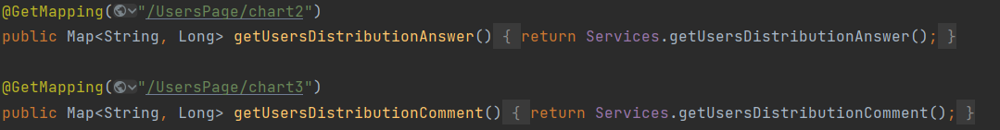 @GetMapping("/UsersPage/chart2")
public Map<String, Long> getUsersDistributionAnswer() { return Services.getUsersDistributionAnswer(); }
@GetMapping("/UsersPage/chart3")
public Map<String, Long> getUsersDistributionComment() { return Services.getUsersDistributionComment(); }